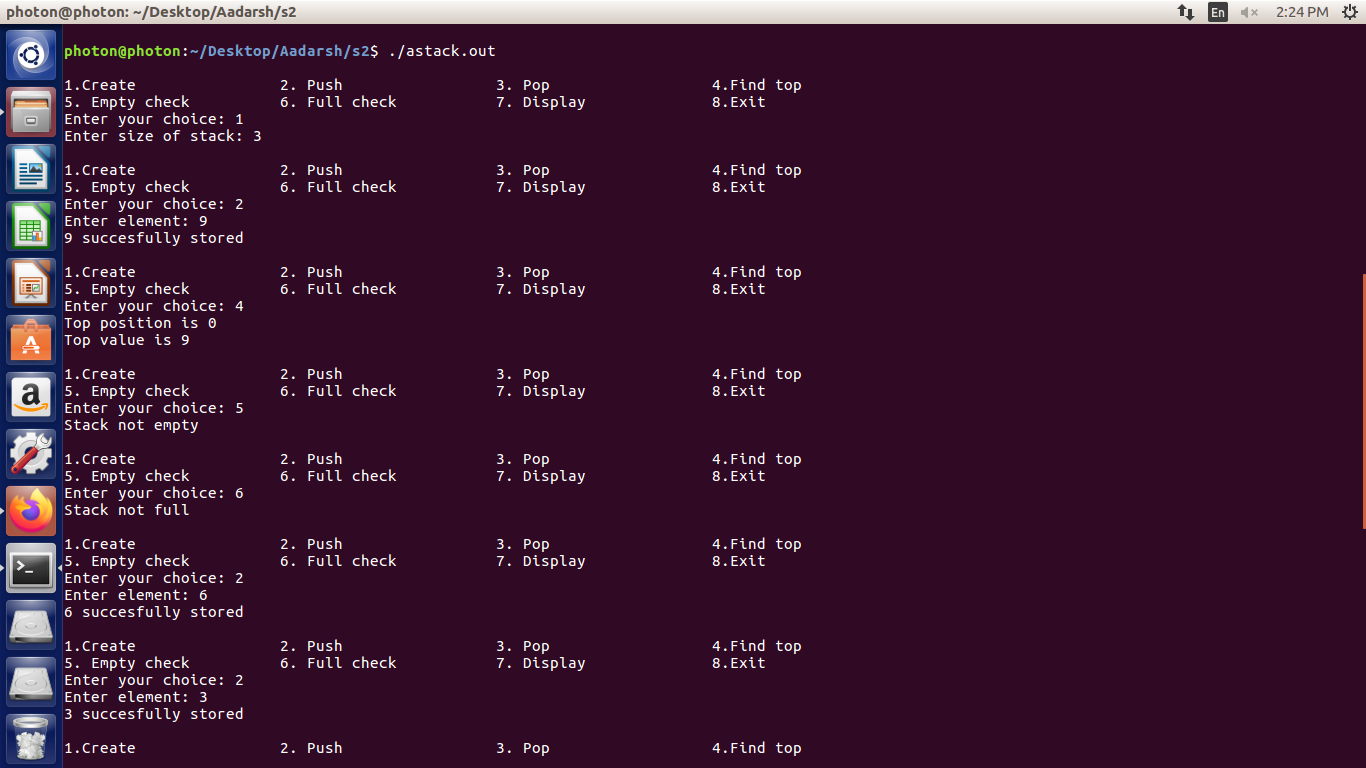 photon@photon: ~/Desktop/Aadarsh/s2 En 2:24 PM
photon@photon:~/Desktop/Aadarsh/s2$ ./astack.out
1.Create 2. Push 3. Pop 4.Find top
5. Empty check 6. Full check 7. Display 8.Exit
Enter your choice: 1
Enter size of stack: 3
1.Create 2. Push 3. Pop 4.Find top
5. Empty check 6. Full check 7. Display 8.Exit
Enter your choice: 2
Enter element: 9
9 succesfully stored
1.Create 2. Push 3. Pop 4.Find top
5. Empty check 6. Full check 7. Display 8.Exit
Enter your choice: 4
Top position is 0
Top value is 9
1.Create 2. Push 3. Pop 4.Find top
5. Empty check 6. Full check 7. Display 8.Exit
Enter your choice: 5
Stack not empty
1.Create 2. Push 3. Pop 4.Find top
5. Empty check 6. Full check 7. Display 8.Exit
Enter your choice: 6
Stack not full
1.Create 2. Push 3. Pop 4.Find top
5. Empty check 6. Full check 7. Display 8.Exit
Enter your choice: 2
Enter element: 6
6 succesfully stored
1.Create 2. Push 3. Pop 4.Find top
5. Empty check 6. Full check 7. Display 8.Exit
Enter your choice: 2
Enter element: 3
3 succesfully stored
1.Create 2. Push 3. Pop 4.Find top